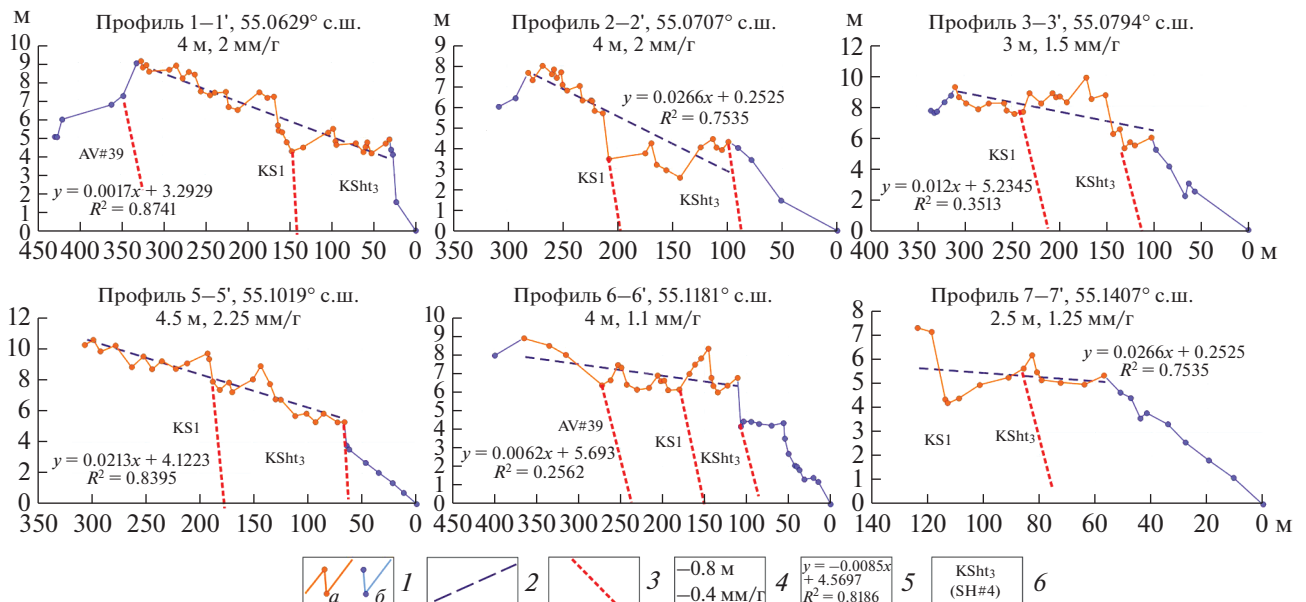 м
Профиль 1–1', 55.0629° с.ш.
4 м, 2 мм/г
10
9
8
7
6
5
4
3
2
1
0
AV#39
KS1
KSht₃
y = 0.0017x + 3.2929
R² = 0.8741
450 400 350 300 250 200 150 100 50 0
м
Профиль 2–2', 55.0707° с.ш.
4 м, 2 мм/г
9
8
7
6
5
4
3
2
1
0
y = 0.0266x + 0.2525
R² = 0.7535
KS1
KSht₃
350 300 250 200 150 100 50 0
м
Профиль 3–3', 55.0794° с.ш.
3 м, 1.5 мм/г
12
10
8
6
4
2
0
KS1
KSht₃
y = 0.012x + 5.2345
R² = 0.3513
400 350 300 250 200 150 100 50 0 м
Профиль 5–5', 55.1019° с.ш.
4.5 м, 2.25 мм/г
12
10
8
6
4
2
0
KS1
KSht₃
y = 0.0213x + 4.1223
R² = 0.8395
350 300 250 200 150 100 50 0
Профиль 6–6', 55.1181° с.ш.
4 м, 1.1 мм/г
10
9
8
7
6
5
4
3
2
1
0
AV#39
KS1
KSht₃
y = 0.0062x + 5.693
R² = 0.2562
450 400 350 300 250 200 150 100 50 0
Профиль 7–7', 55.1407° с.ш.
2.5 м, 1.25 мм/г
8
7
6
5
4
3
2
1
0
y = 0.0266x + 0.2525
R² = 0.7535
KS1
KSht₃
140 120 100 80 60 40 20 0 м
а б 1
2
3
–0.8 м
–0.4 мм/г 4
y = –0.0085x
+ 4.5697
R² = 0.8186 5
KSht₃
(SH#4) 6